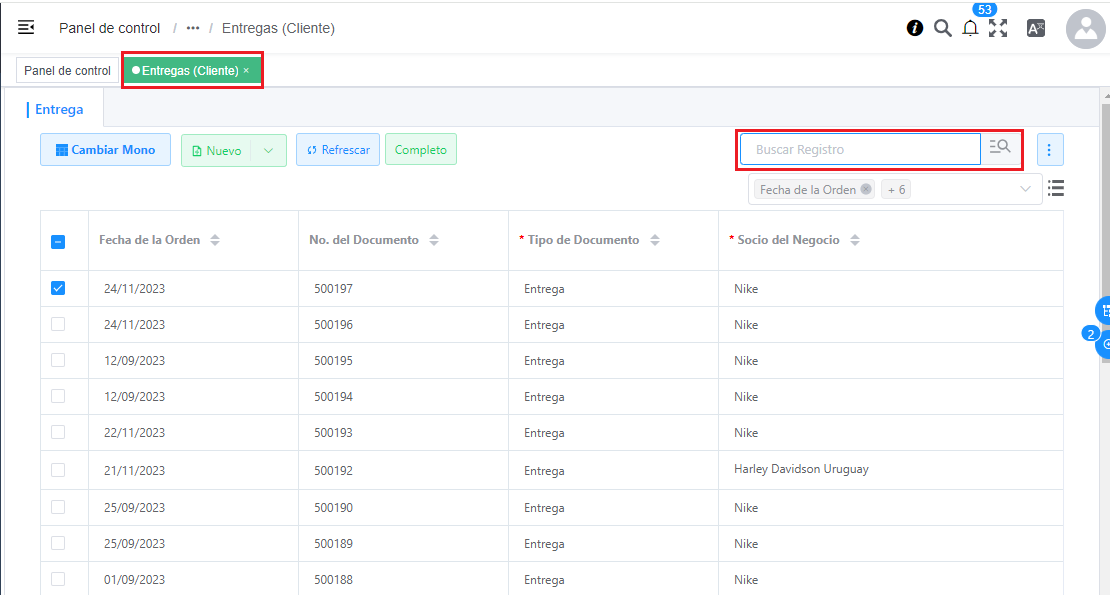 Panel de control / ••• / Entregas (Cliente)
53
Panel de control
Entregas (Cliente) ×
Entrega
Cambiar Mono
Nuevo
Refrescar
Completo
Buscar Registro
Fecha de la Orden
+ 6
Fecha de la Orden No. del Documento * Tipo de Documento * Socio del Negocio
24/11/2023 500197 Entrega Nike
24/11/2023 500196 Entrega Nike
12/09/2023 500195 Entrega Nike
12/09/2023 500194 Entrega Nike
22/11/2023 500193 Entrega Nike
21/11/2023 500192 Entrega Harley Davidson Uruguay
25/09/2023 500190 Entrega Nike
25/09/2023 500189 Entrega Nike
01/09/2023 500188 Entrega Nike
2